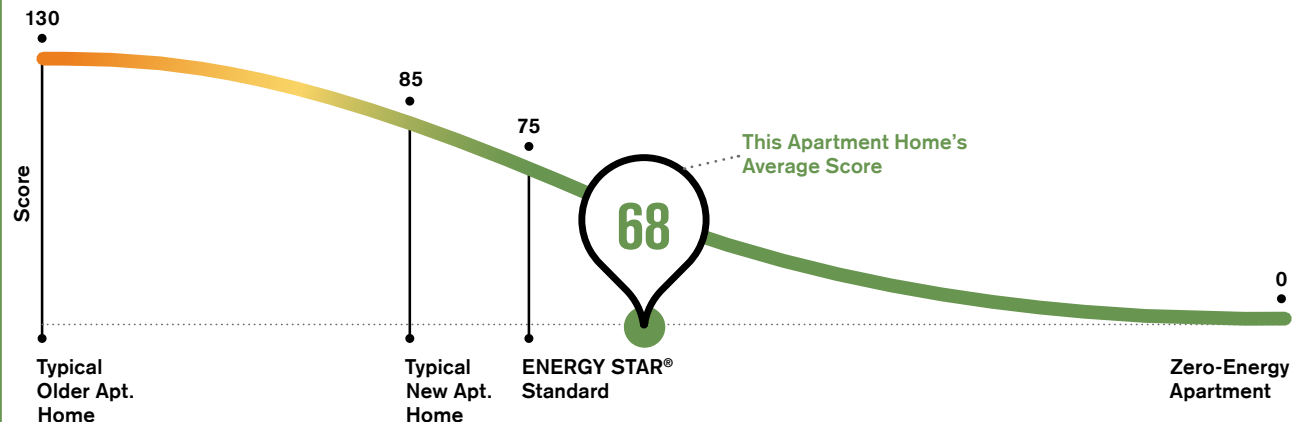 130
85
75
This Apartment Home's
Average Score
68
Score
0
Typical
Older Apt.
Home
Typical
New Apt.
Home
ENERGY STAR®
Standard
Zero-Energy
Apartment